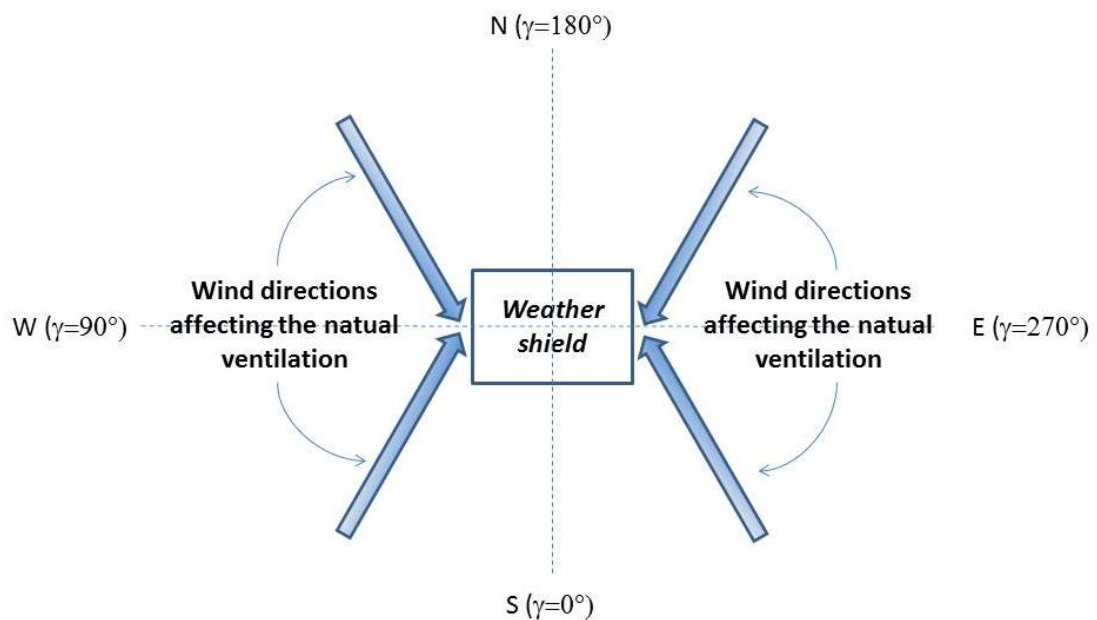 N (γ=180°)
Wind directions
affecting the natual
ventilation
Weather
shield
Wind directions
affecting the natual
ventilation
W (γ=90°)
E (γ=270°)
S (γ=0°)